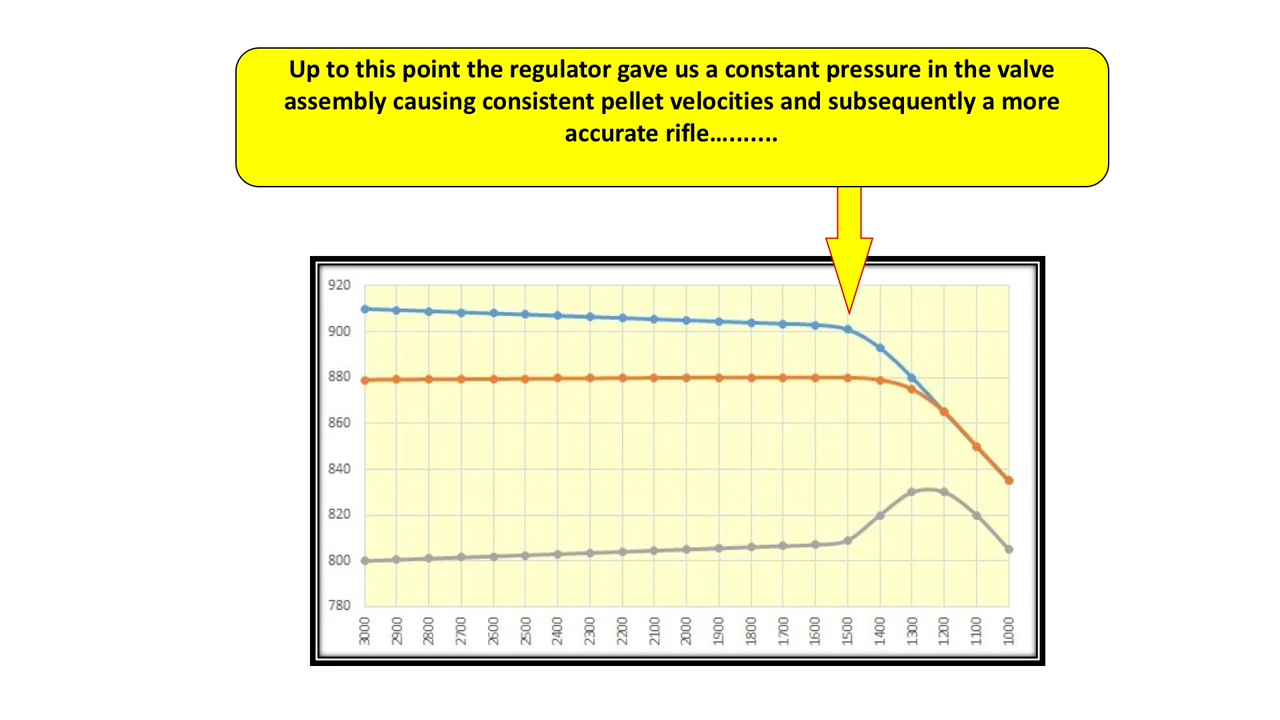 Up to this point the regulator gave us a constant pressure in the valve
assembly causing consistent pellet velocities and subsequently a more
accurate rifle….......
920
900
880
860
840
820
800
780
3000 2900 2800 2700 2600 2500 2400 2300 2200 2100 2000 1900 1800 1700 1600 1500 1400 1300 1200 1100 1000